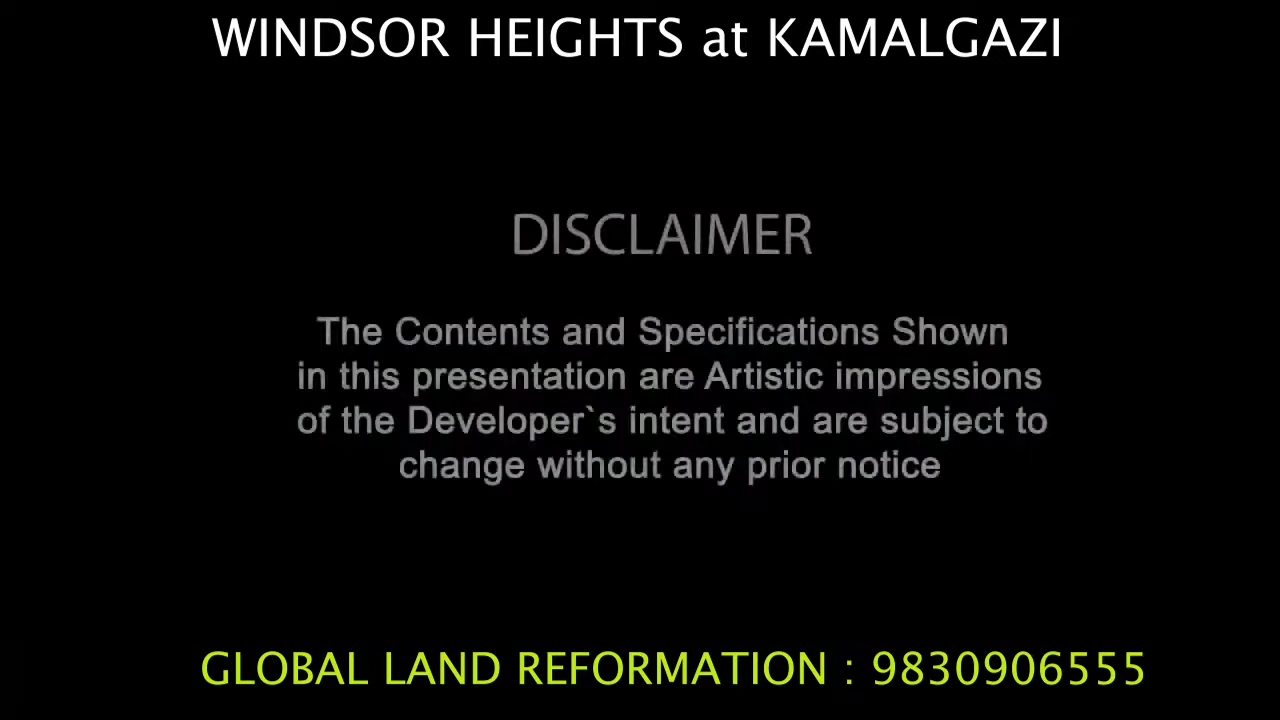 WINDSOR HEIGHTS at KAMALGAZI
DISCLAIMER
The Contents and Specifications Shown
in this presentation are Artistic impressions
of the Developer`s intent and are subject to
change without any prior notice
GLOBAL LAND REFORMATION : 9830906555